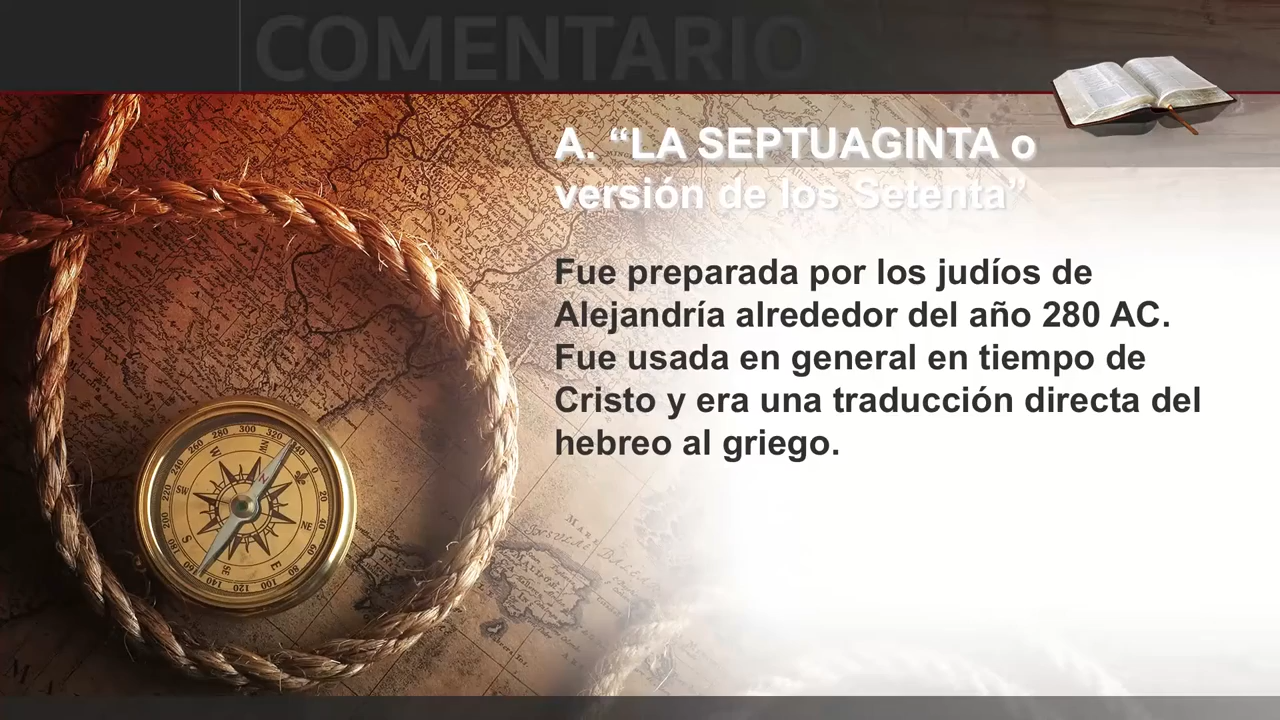 COMENTARIO
A. “LA SEPTUAGINTA o
versión de los Setenta”
Fue preparada por los judíos de
Alejandría alrededor del año 280 AC.
Fue usada en general en tiempo de
Cristo y era una traducción directa del
hebreo al griego.